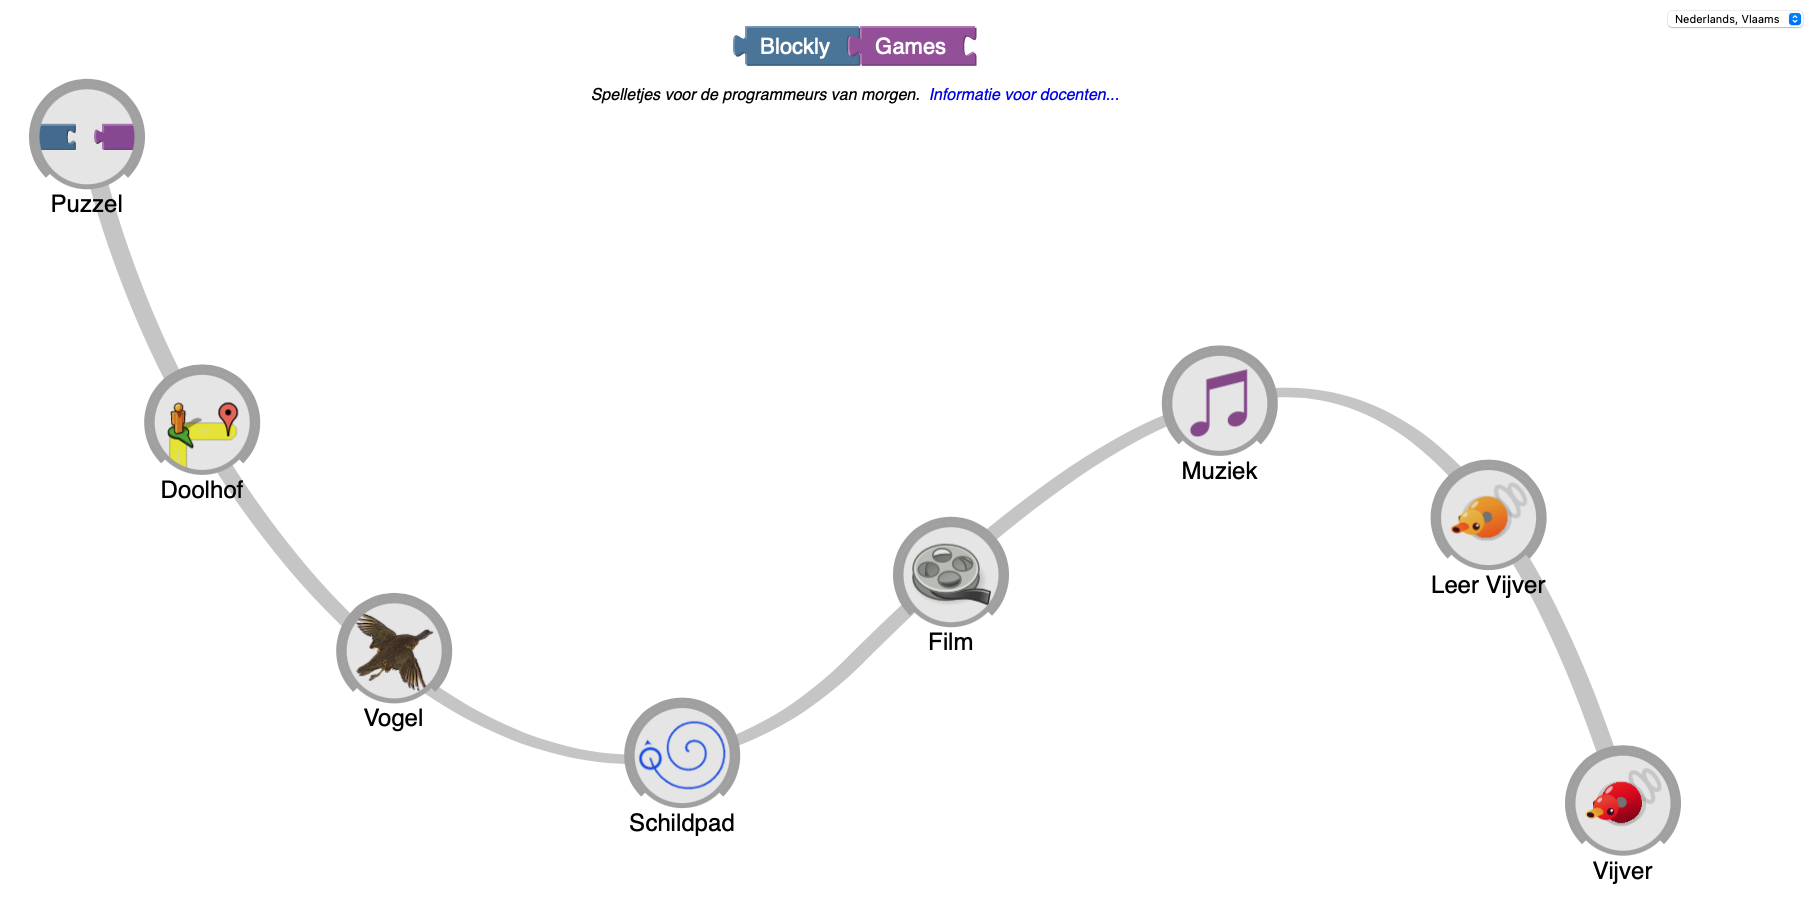 Nederlands, Vlaams
Blockly Games
Spelletjes voor de programmeurs van morgen. Informatie voor docenten...
Puzzel
Doolhof
Vogel
Schildpad
Film
Muziek
Leer Vijver
Vijver